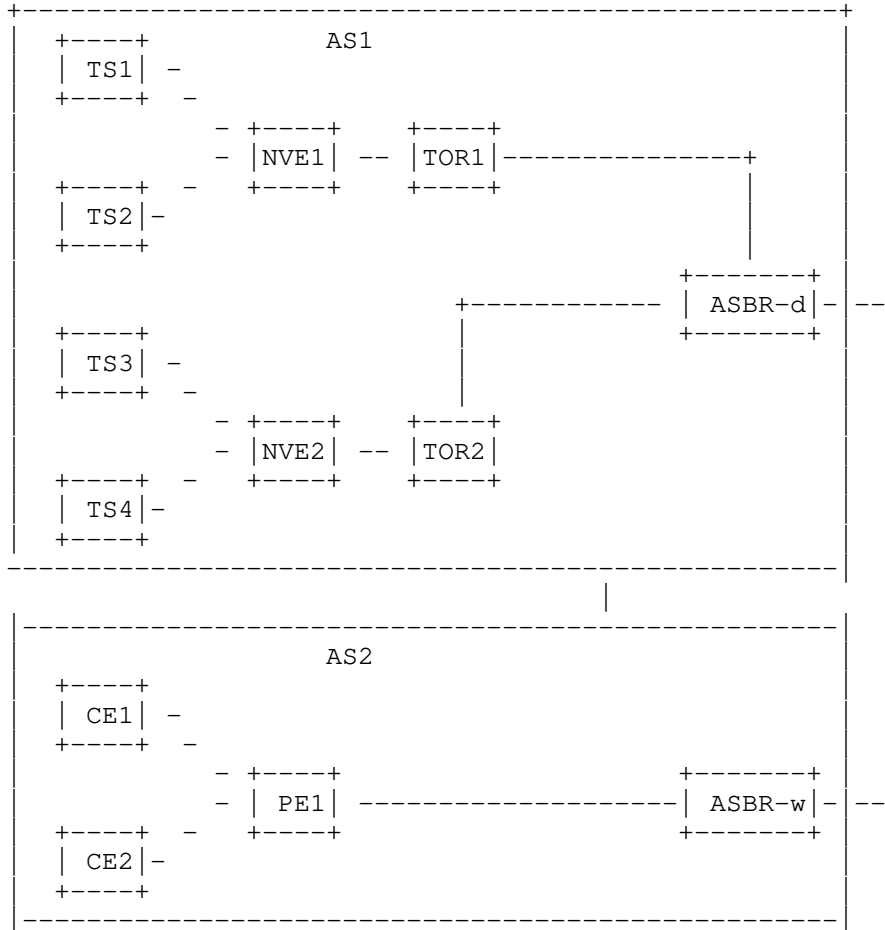 AS1
TS1
NVE1 TOR1
TS2
ASBR-d
TS3
NVE2 TOR2
TS4
AS2
CE1
PE1 ASBR-w
CE2